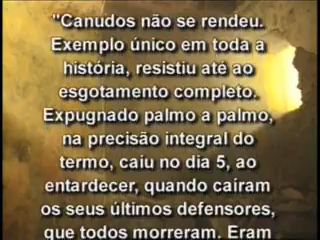 "Canudos não se rendeu.
Exemplo único em toda a
história, resistiu até ao
esgotamento completo.
Expugnado palmo a palmo,
na precisão integral do
termo, caiu no dia 5, ao
entardecer, quando caíram
os seus últimos defensores,
que todos morreram. Eram